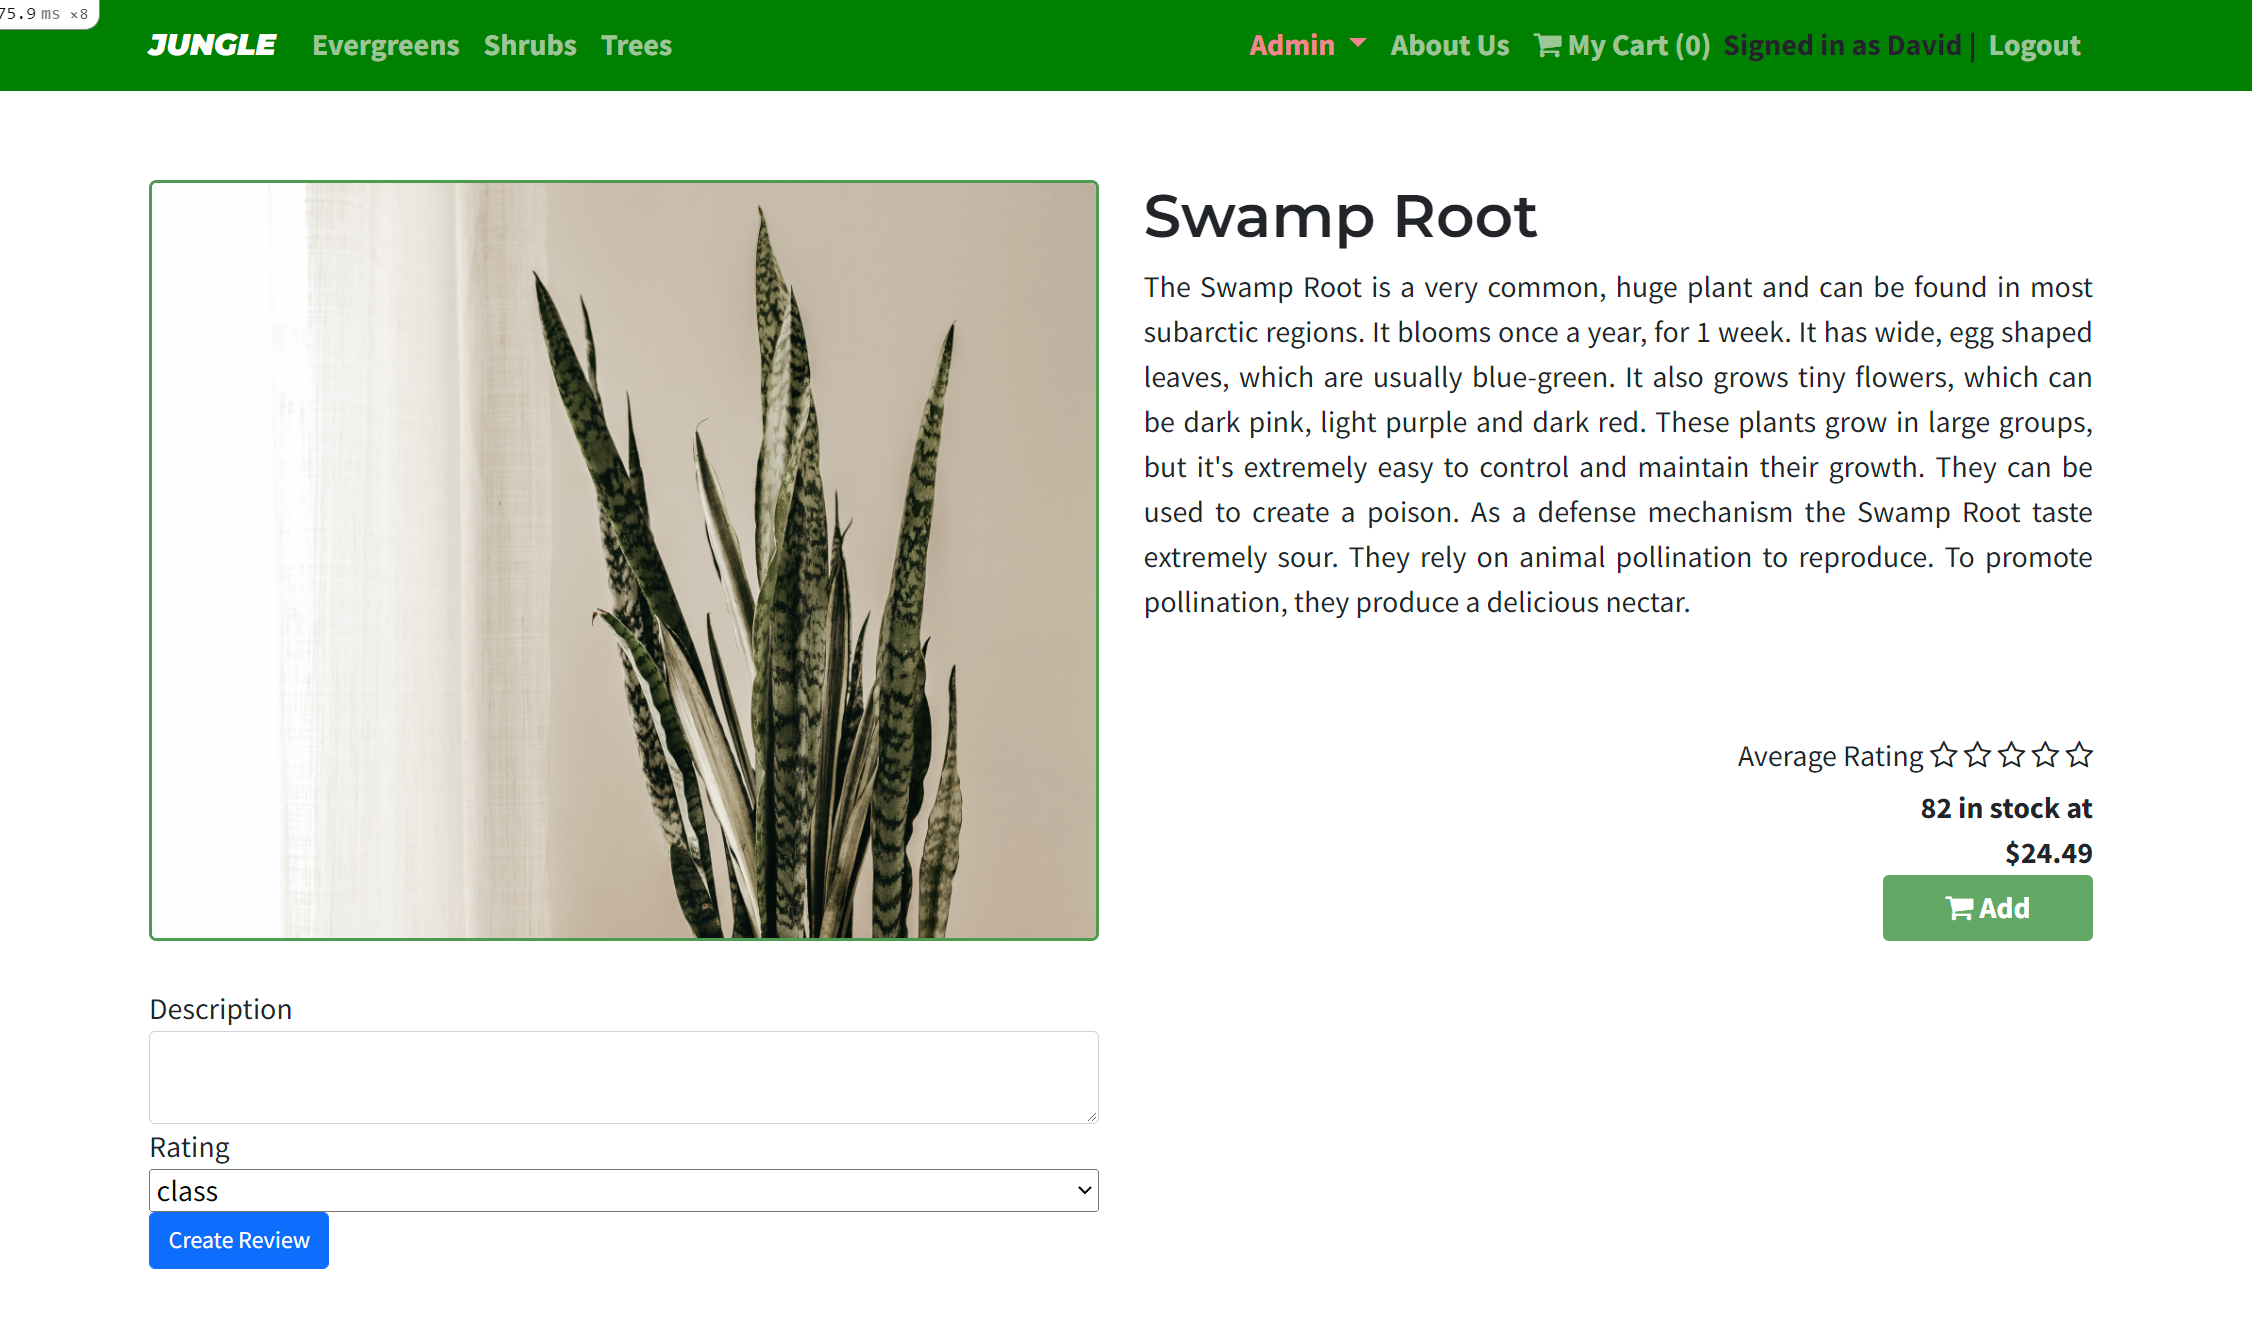 75.9 ms ×8
JUNGLE Evergreens Shrubs Trees Admin About Us My Cart (0) Signed in as David | Logout
Swamp Root
The Swamp Root is a very common, huge plant and can be found in most
subarctic regions. It blooms once a year, for 1 week. It has wide, egg shaped
leaves, which are usually blue-green. It also grows tiny flowers, which can
be dark pink, light purple and dark red. These plants grow in large groups,
but it's extremely easy to control and maintain their growth. They can be
used to create a poison. As a defense mechanism the Swamp Root taste
extremely sour. They rely on animal pollination to reproduce. To promote
pollination, they produce a delicious nectar.
Average Rating
82 in stock at
$24.49
Add
Description
Rating
class
Create Review